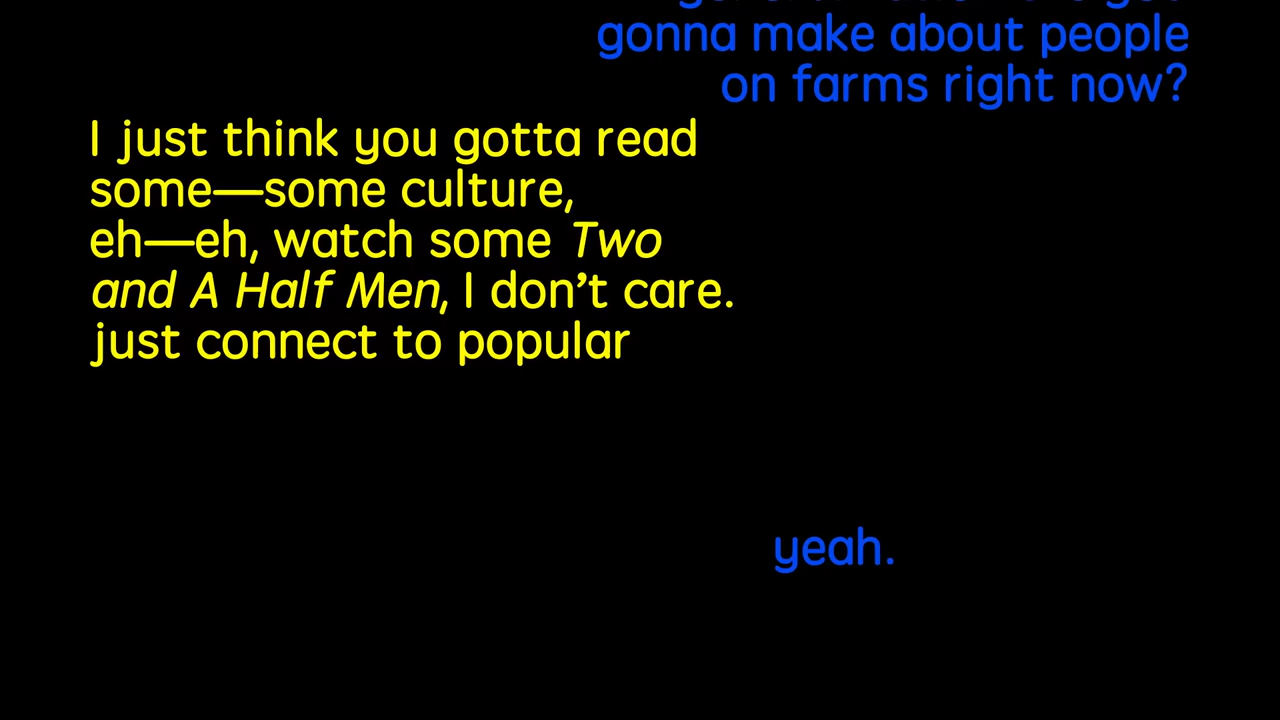 gonna make about people
on farms right now?
I just think you gotta read
some—some culture,
eh—eh, watch some Two
and A Half Men, I don't care.
just connect to popular
yeah.